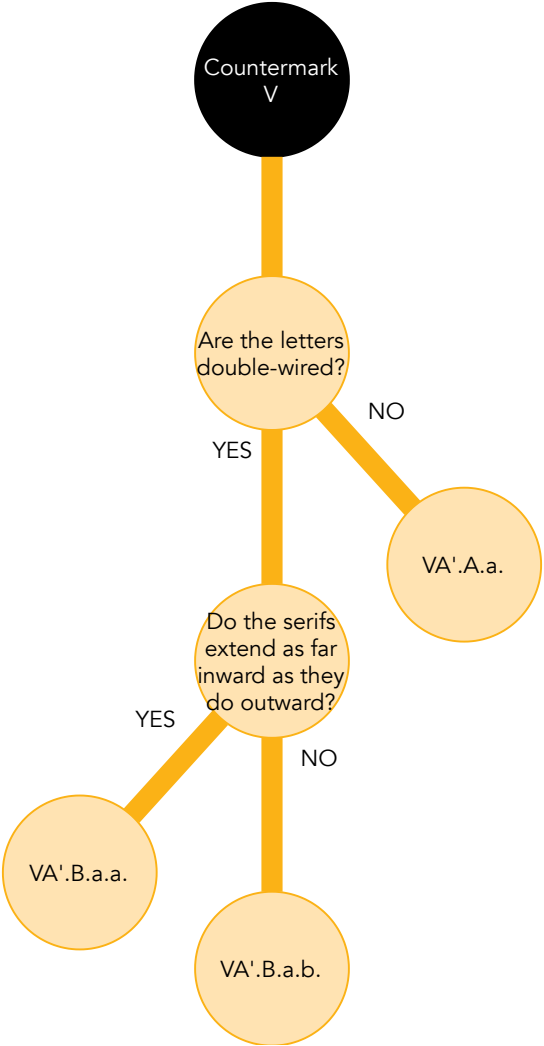 Countermark
V
Are the letters
double-wired?
NO
YES
VA'.A.a.
Do the serifs
extend as far
inward as they
do outward?
YES
NO
VA'.B.a.a.
VA'.B.a.b.